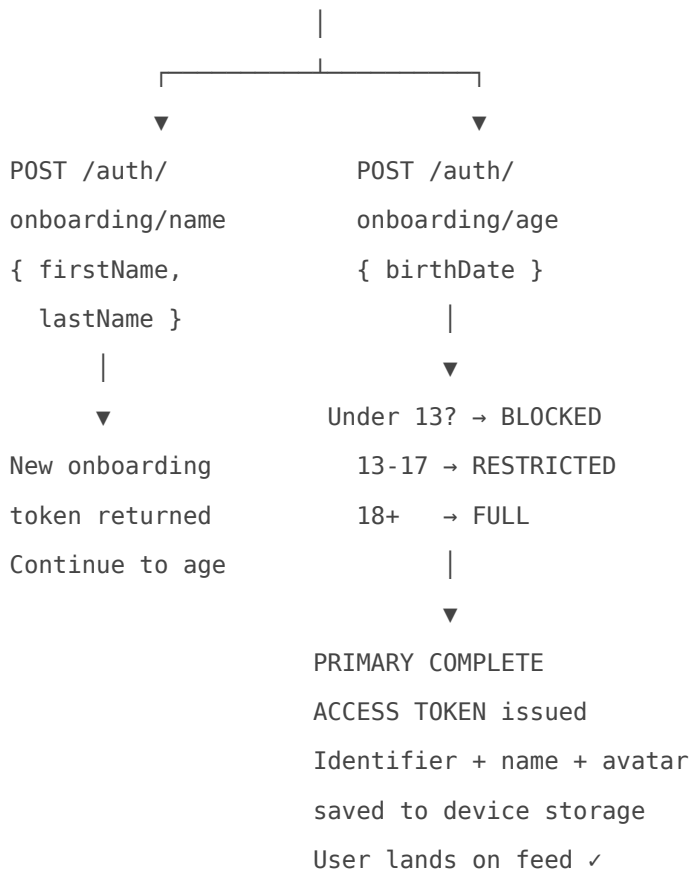 POST /auth/ POST /auth/
onboarding/name onboarding/age
{ firstName, { birthDate }
lastName }
Under 13? → BLOCKED
New onboarding 13-17 → RESTRICTED
token returned 18+ → FULL
Continue to age
PRIMARY COMPLETE
ACCESS TOKEN issued
Identifier + name + avatar
saved to device storage
User lands on feed ✓